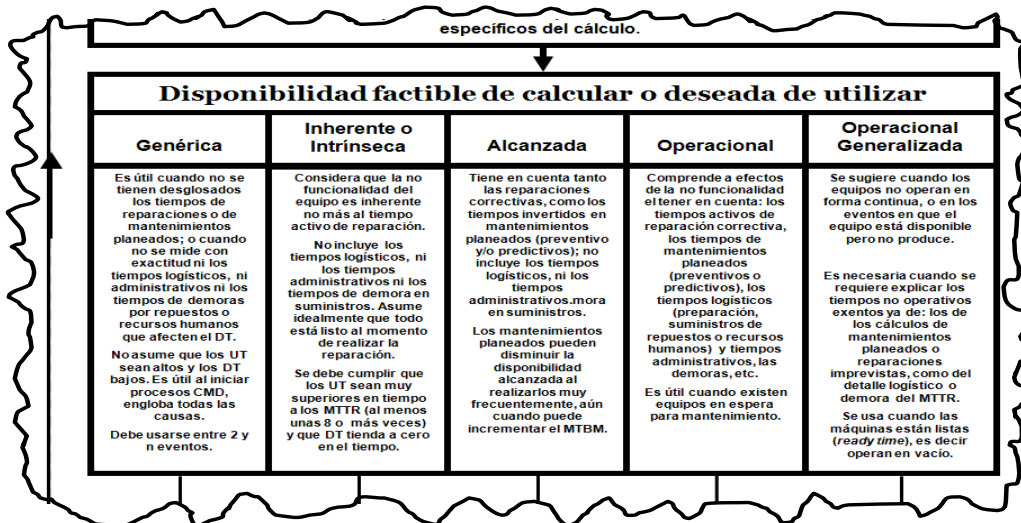 específicos del cálculo.
Disponibilidad factible de calcular o deseada de utilizar
Genérica
Es útil cuando no se
tienen desglosados
los tiempos de
reparaciones o de
mantenimientos
planeados; o cuando
no se mide con
exactitud ni los
tiempos logísticos, ni
administrativos ni los
tiempos de demoras
por repuestos o
recursos humanos
que afecten el DT.
No asume que los UT
sean altos y los DT
bajos. Es útil al iniciar
procesos CMD,
engloba todas las
causas.
Debe usarse entre 2 y
n eventos.
Inherente o
Intrínseca
Considera que la no
funcionalidad del
equipo es inherente
no más al tiempo
activo de reparación.
No incluye los
tiempos logísticos, ni
los tiempos
administrativos ni los
tiempos de demora en
suministros. Asume
idealmente que todo
está listo al momento
de realizar la
reparación.
Se debe cumplir que
los UT sean muy
superiores en tiempo
a los MTTR (al menos
unas 8 o más veces)
y que DT tienda a cero
en el tiempo.
Alcanzada
Tiene en cuenta tanto
las reparaciones
correctivas, como los
tiempos invertidos en
mantenimientos
planeados (preventivo
y/o predictivos); no
incluye los tiempos
logísticos, ni los
tiempos
administrativos.mora
en suministros.
Los mantenimientos
planeados pueden
disminuir la
disponibilidad
alcanzada al
realizarlos muy
frecuentemente, aún
cuando puede
incrementar el MTBM.
Operacional
Comprende a efectos
de la no funcionalidad
el tener en cuenta: los
tiempos activos de
reparación correctiva,
los tiempos de
mantenimientos
planeados
(preventivos o
predictivos), los
tiempos logísticos
(preparación,
suministros de
repuestos o recursos
humanos) y tiempos
administrativos, las
demoras, etc.
Es útil cuando existen
equipos en espera
para mantenimiento.
Operacional
Generalizada
Se sugiere cuando los
equipos no operan en
forma continua, o en los
eventos en que el
equipo está disponible
pero no produce.
Es necesaria cuando se
requiere explicar los
tiempos no operativos
exentos ya de: los de
los cálculos de
mantenimientos
planeados o
reparaciones
imprevistas, como del
detalle logístico o
demora del MTTR.
Se usa cuando las
máquinas están listas
(ready time), es decir
operan en vacío.